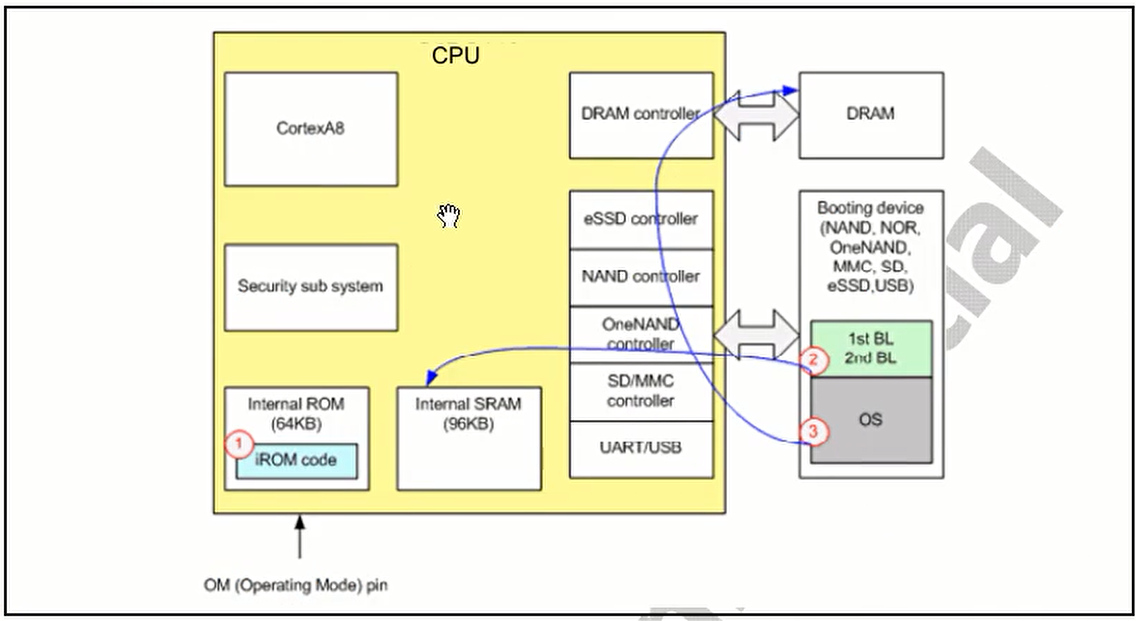 CPU
CortexA8
DRAM controller
DRAM
Security sub system
eSSD controller
NAND controller
OneNAND
controller
SD/MMC
controller
UART/USB
Booting device
(NAND, NOR,
OneNAND,
MMC, SD,
eSSD,USB)
2
1st BL
2nd BL
3
OS
Internal ROM
(64KB)
1
iROM code
Internal SRAM
(96KB)
OM (Operating Mode) pin